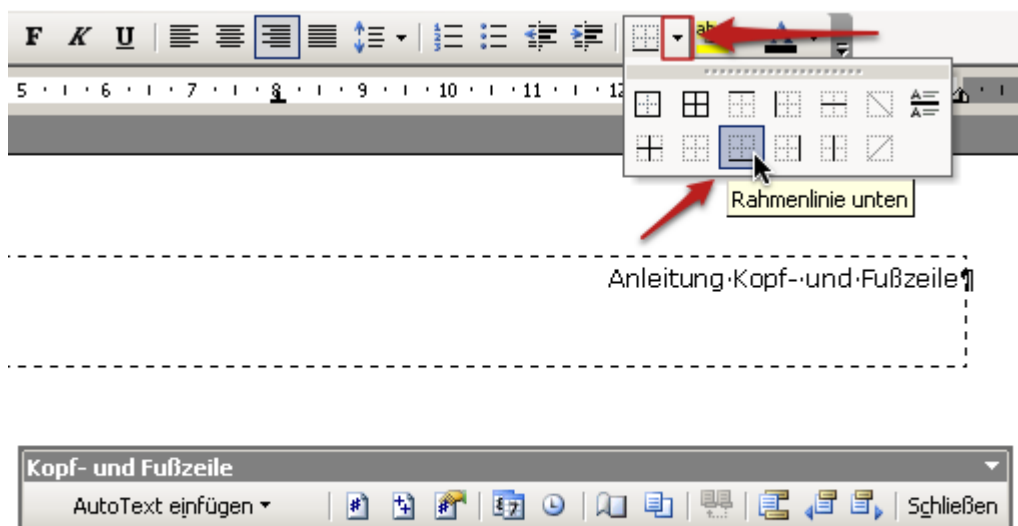 F K U ab A
5 · 6 · 7 · 8 · 9 · 10 · 11 · 12
Rahmenlinie unten
Anleitung·Kopf-·und·Fußzeile¶
Kopf- und Fußzeile
AutoText einfügen Schließen